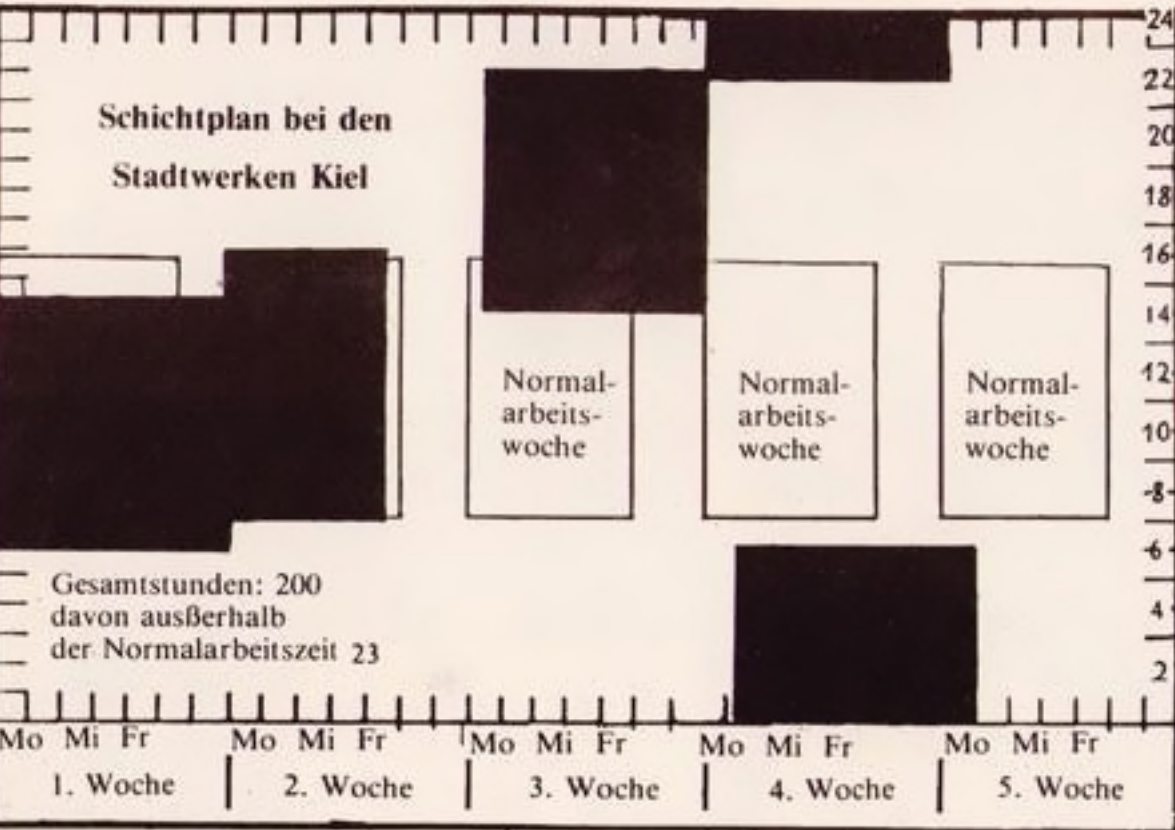 Schichtplan bei den
Stadtwerken Kiel
24
22
20
18
16
14
12
10
8
6
4
2
Normal-
arbeits-
woche
Normal-
arbeits-
woche
Normal-
arbeits-
woche
Gesamtstunden: 200
davon außerhalb
der Normalarbeitszeit 23
Mo Mi Fr Mo Mi Fr Mo Mi Fr Mo Mi Fr Mo Mi Fr
1. Woche 2. Woche 3. Woche 4. Woche 5. Woche